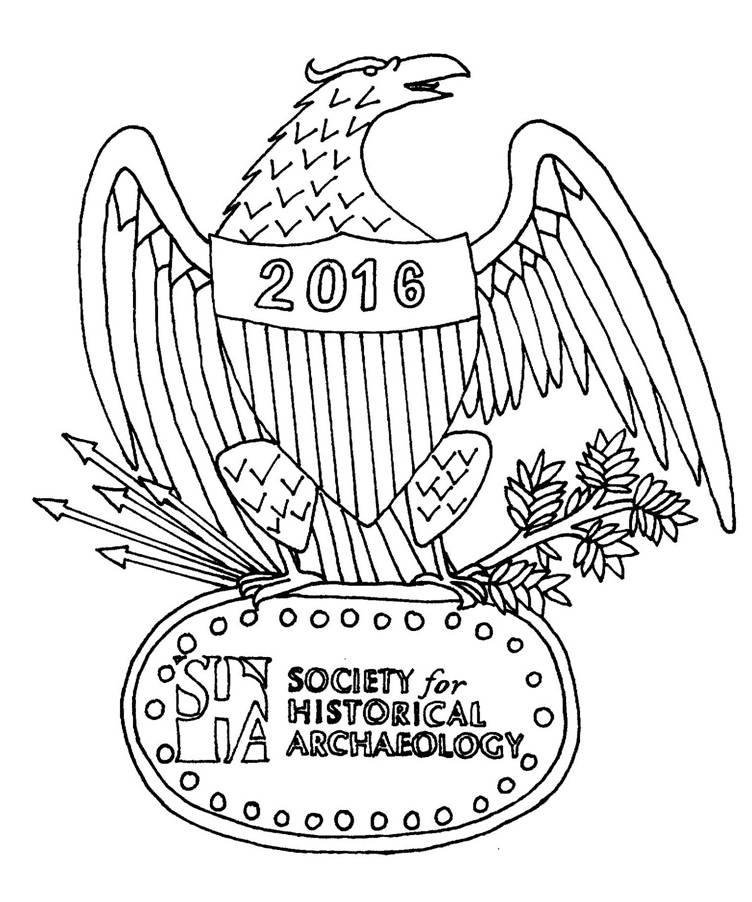 2016
SHA
SOCIETY for
HISTORICAL
ARCHAEOLOGY